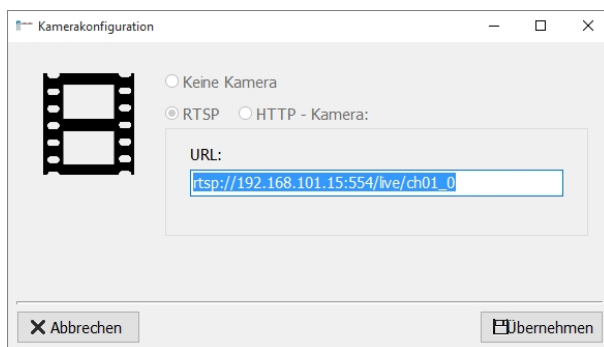 Kamerakonfiguration
Keine Kamera
RTSP HTTP - Kamera:
URL:
rtsp://192.168.101.15:554/live/ch01_0
Abbrechen Übernehmen